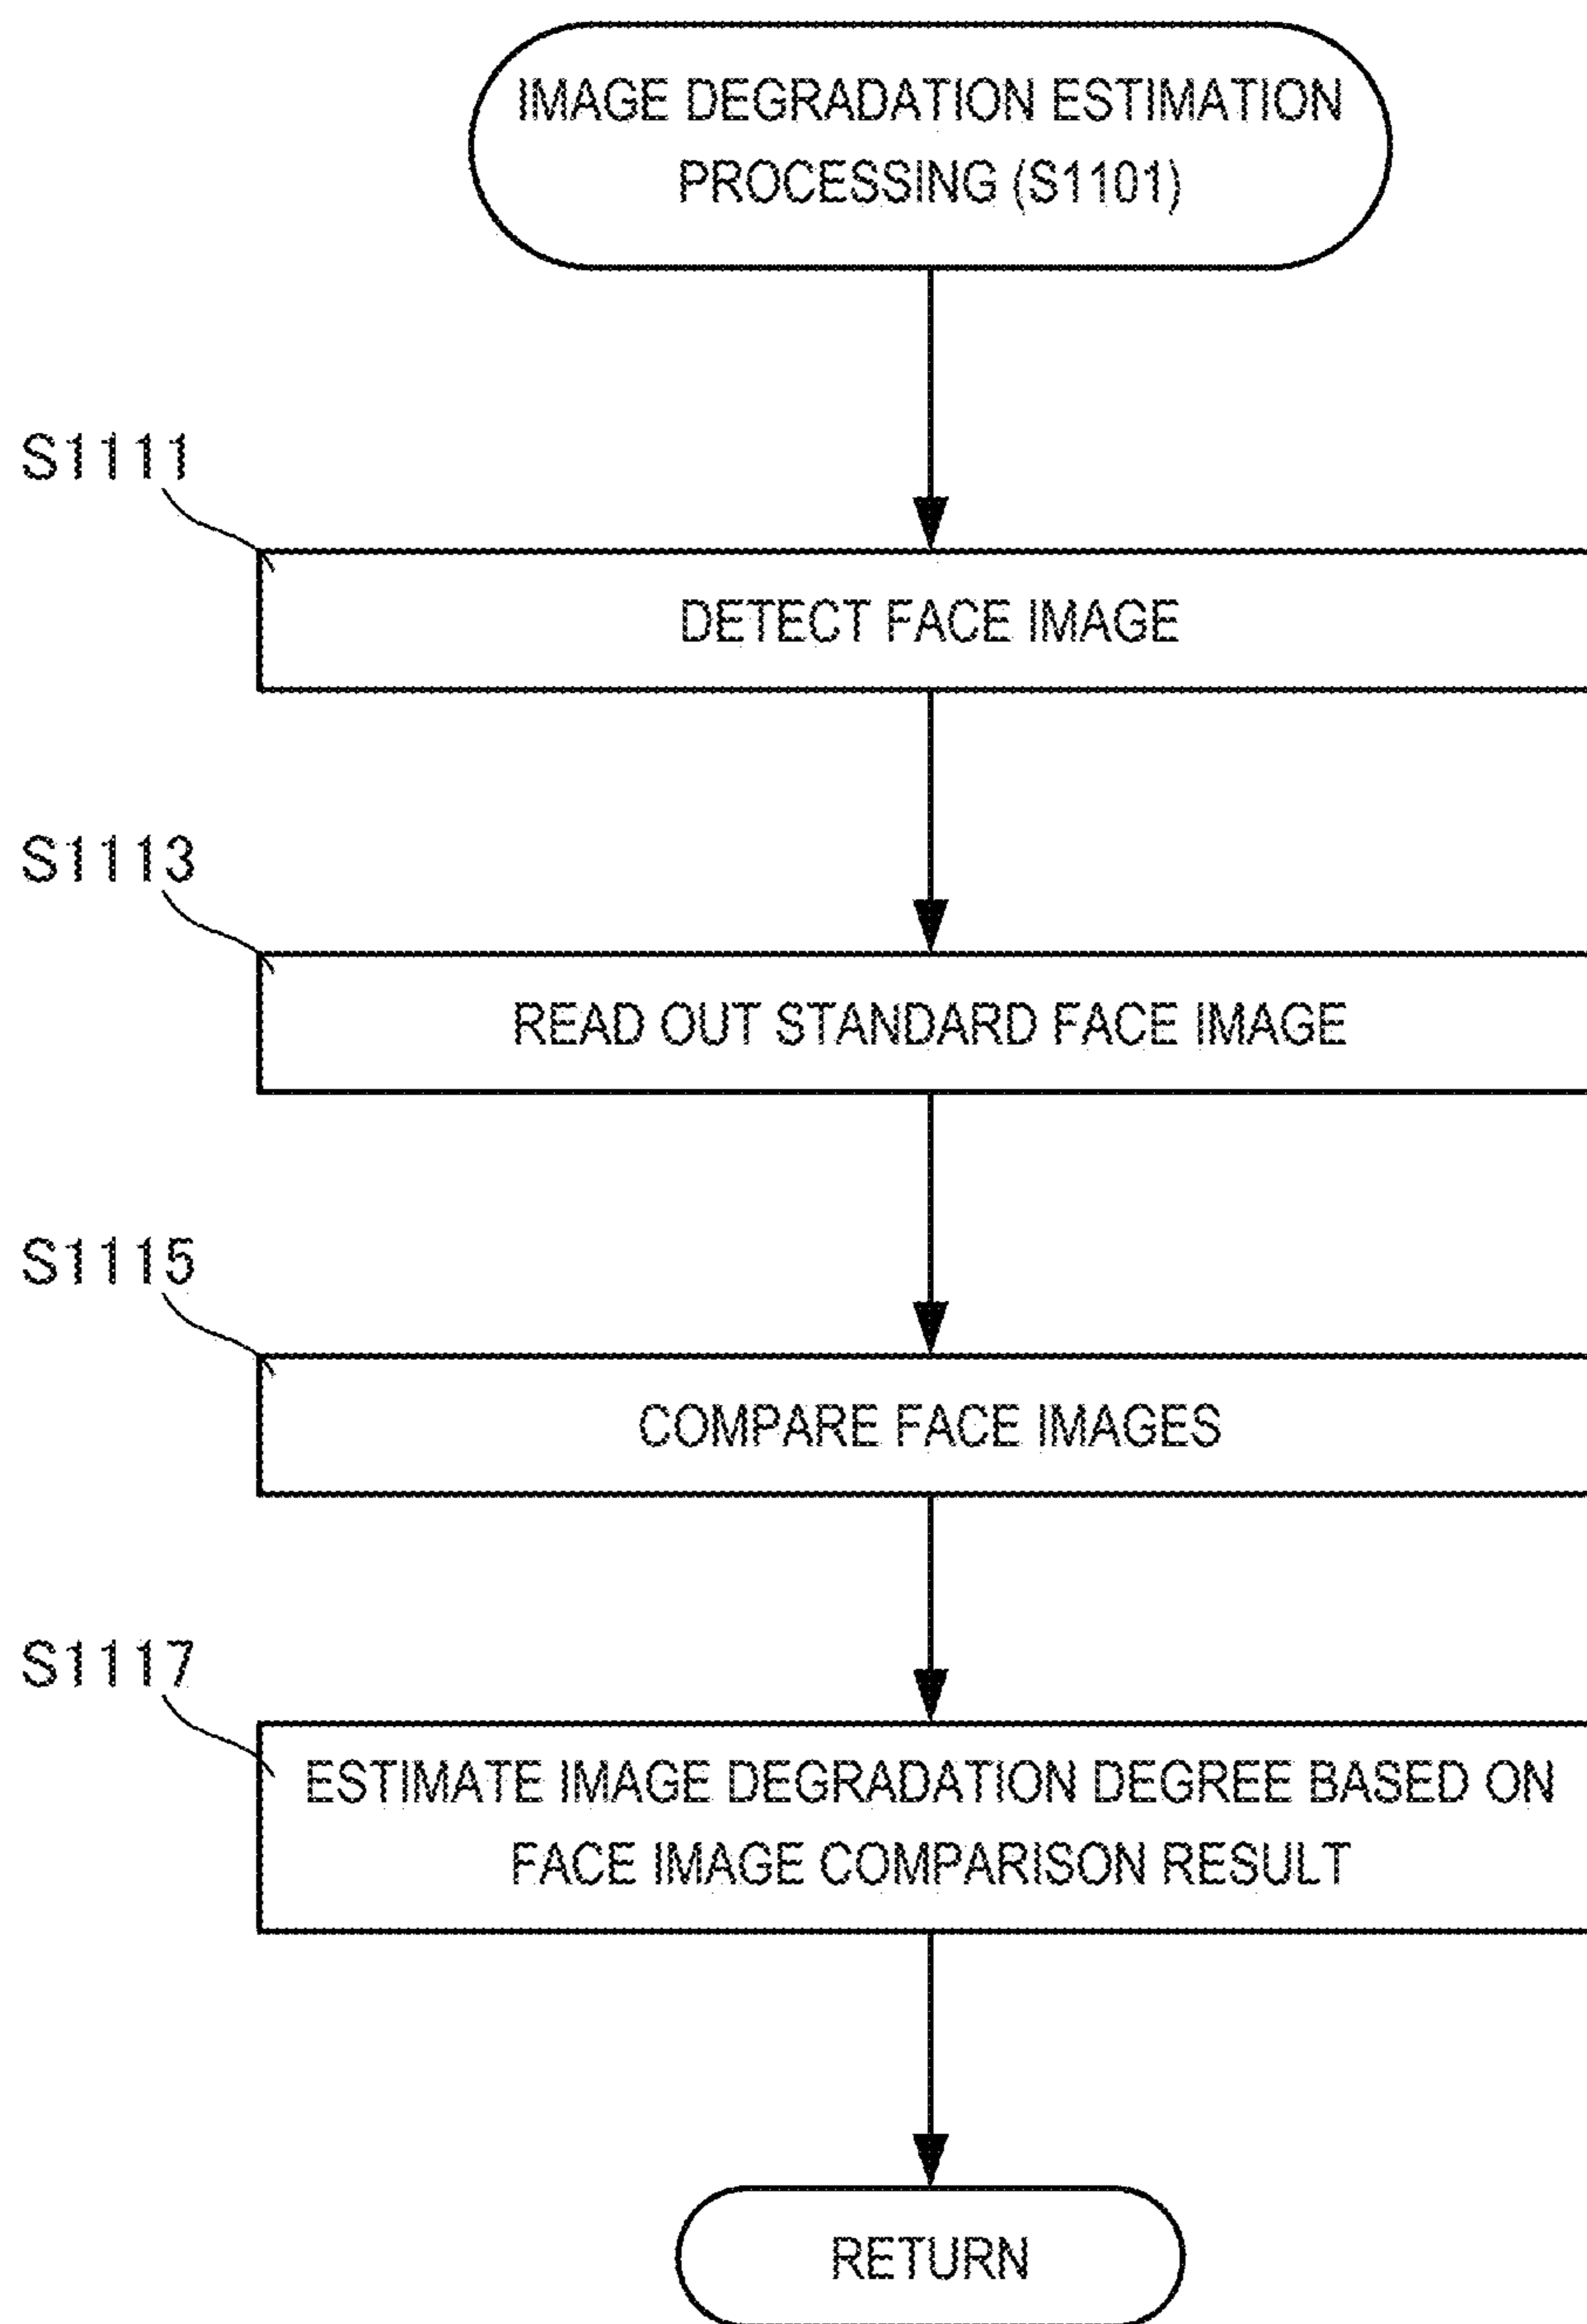 IMAGE DEGRADATION ESTIMATION
PROCESSING (S1101)
S1111
DETECT FACE IMAGE
S1113
READ OUT STANDARD FACE IMAGE
S1115
COMPARE FACE IMAGES
S1117
ESTIMATE IMAGE DEGRADATION DEGREE BASED ON
FACE IMAGE COMPARISON RESULT
RETURN